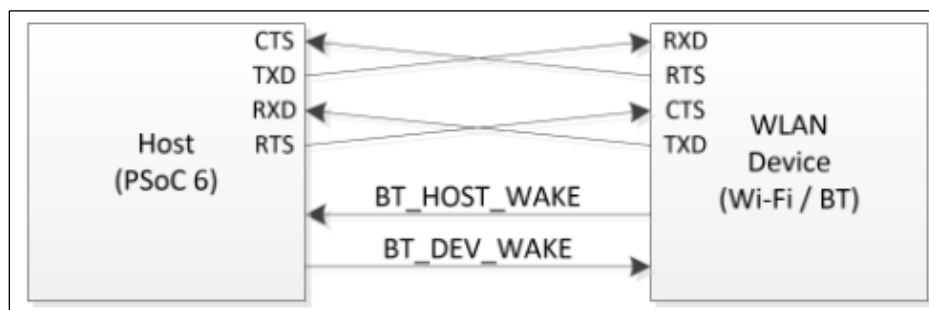 CTS
TXD
RXD
RTS
Host
(PSoC 6)
RXD
RTS
CTS
TXD
WLAN
Device
(Wi-Fi / BT)
BT_HOST_WAKE
BT_DEV_WAKE